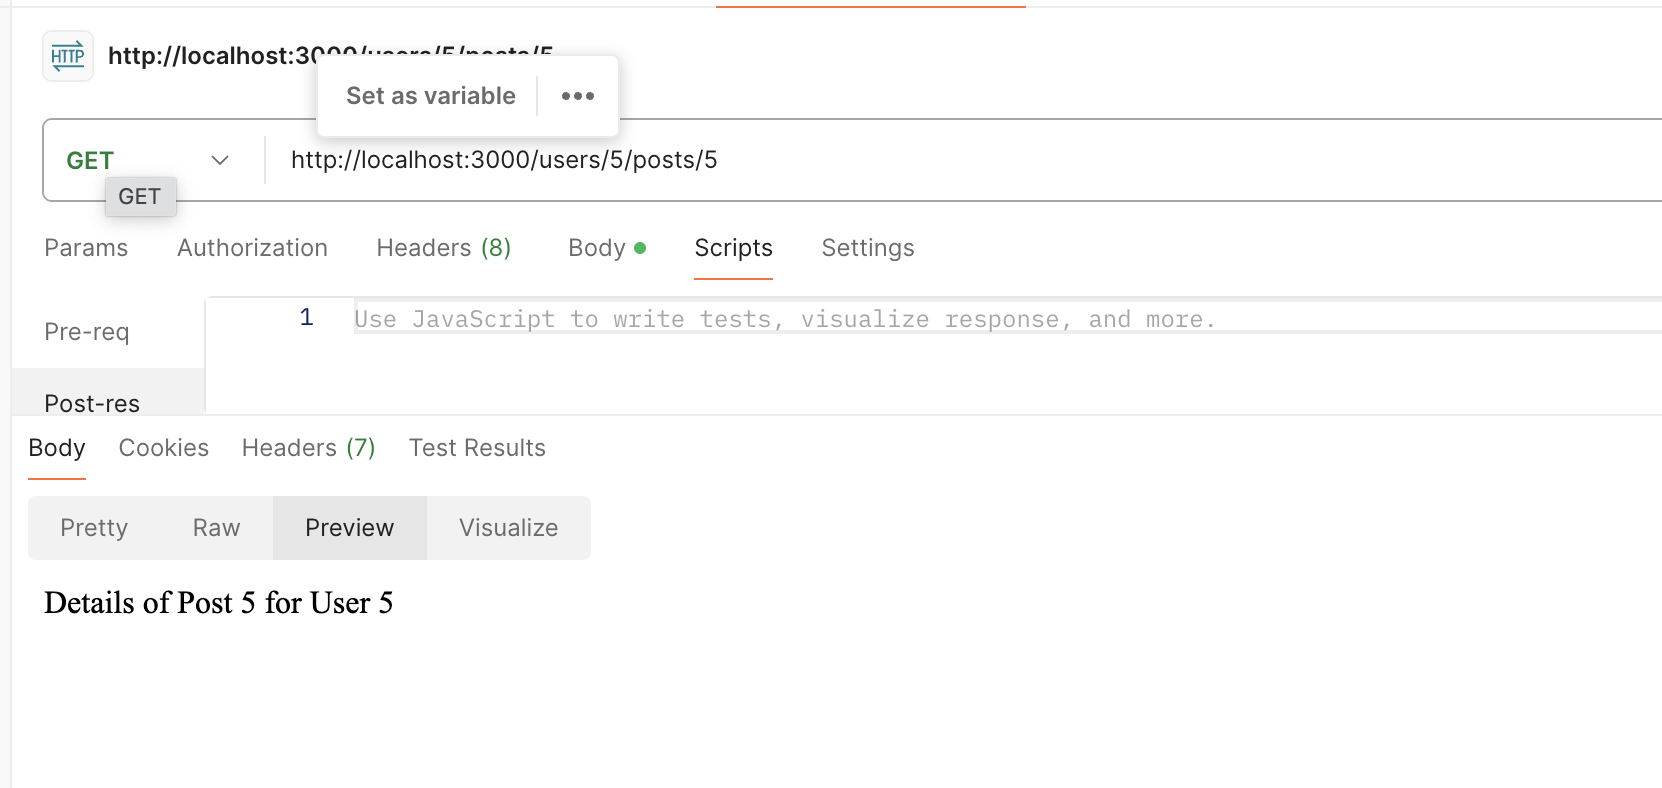 HTTP http://localhost:3000/users/5/posts/5
Set as variable •••
GET http://localhost:3000/users/5/posts/5
GET
Params Authorization Headers (8) Body Scripts Settings
Pre-req
1 Use JavaScript to write tests, visualize response, and more.
Post-res
Body Cookies Headers (7) Test Results
Pretty Raw Preview Visualize
Details of Post 5 for User 5